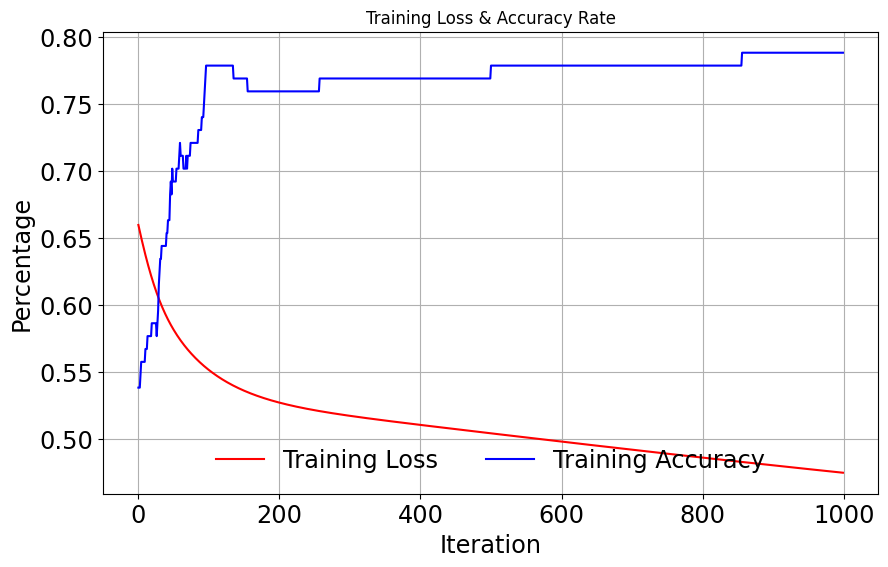 Training Loss & Accuracy Rate
0.80
0.75
0.70
0.65
0.60
0.55
0.50
Percentage
Training Loss
Training Accuracy
0 200 400 600 800 1000
Iteration